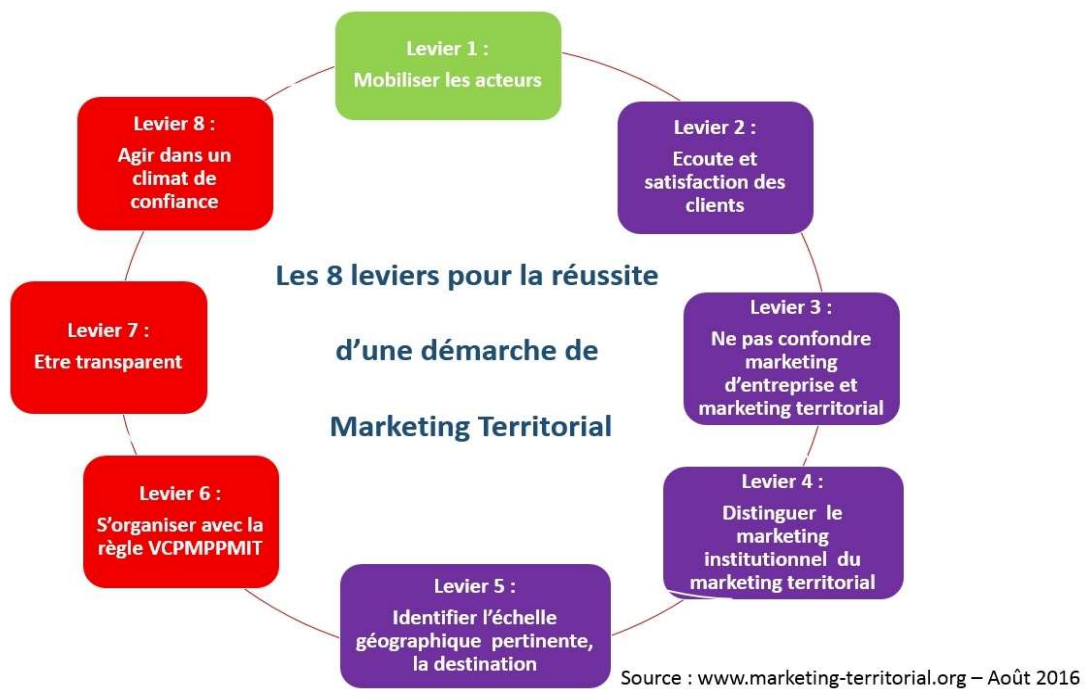 Levier 1 :
Mobiliser les acteurs
Levier 2 :
Ecoute et
satisfaction des
clients
Levier 3 :
Ne pas confondre
marketing
d'entreprise et
marketing territorial
Levier 4 :
Distinguer le
marketing
institutionnel du
marketing territorial
Levier 5 :
Identifier l'échelle
géographique pertinente,
la destination
Levier 6 :
S'organiser avec la
règle VCPMPPMIT
Levier 7 :
Etre transparent
Levier 8 :
Agir dans un
climat de
confiance
Les 8 leviers pour la réussite
d'une démarche de
Marketing Territorial
Source : www.marketing-territorial.org – Août 2016